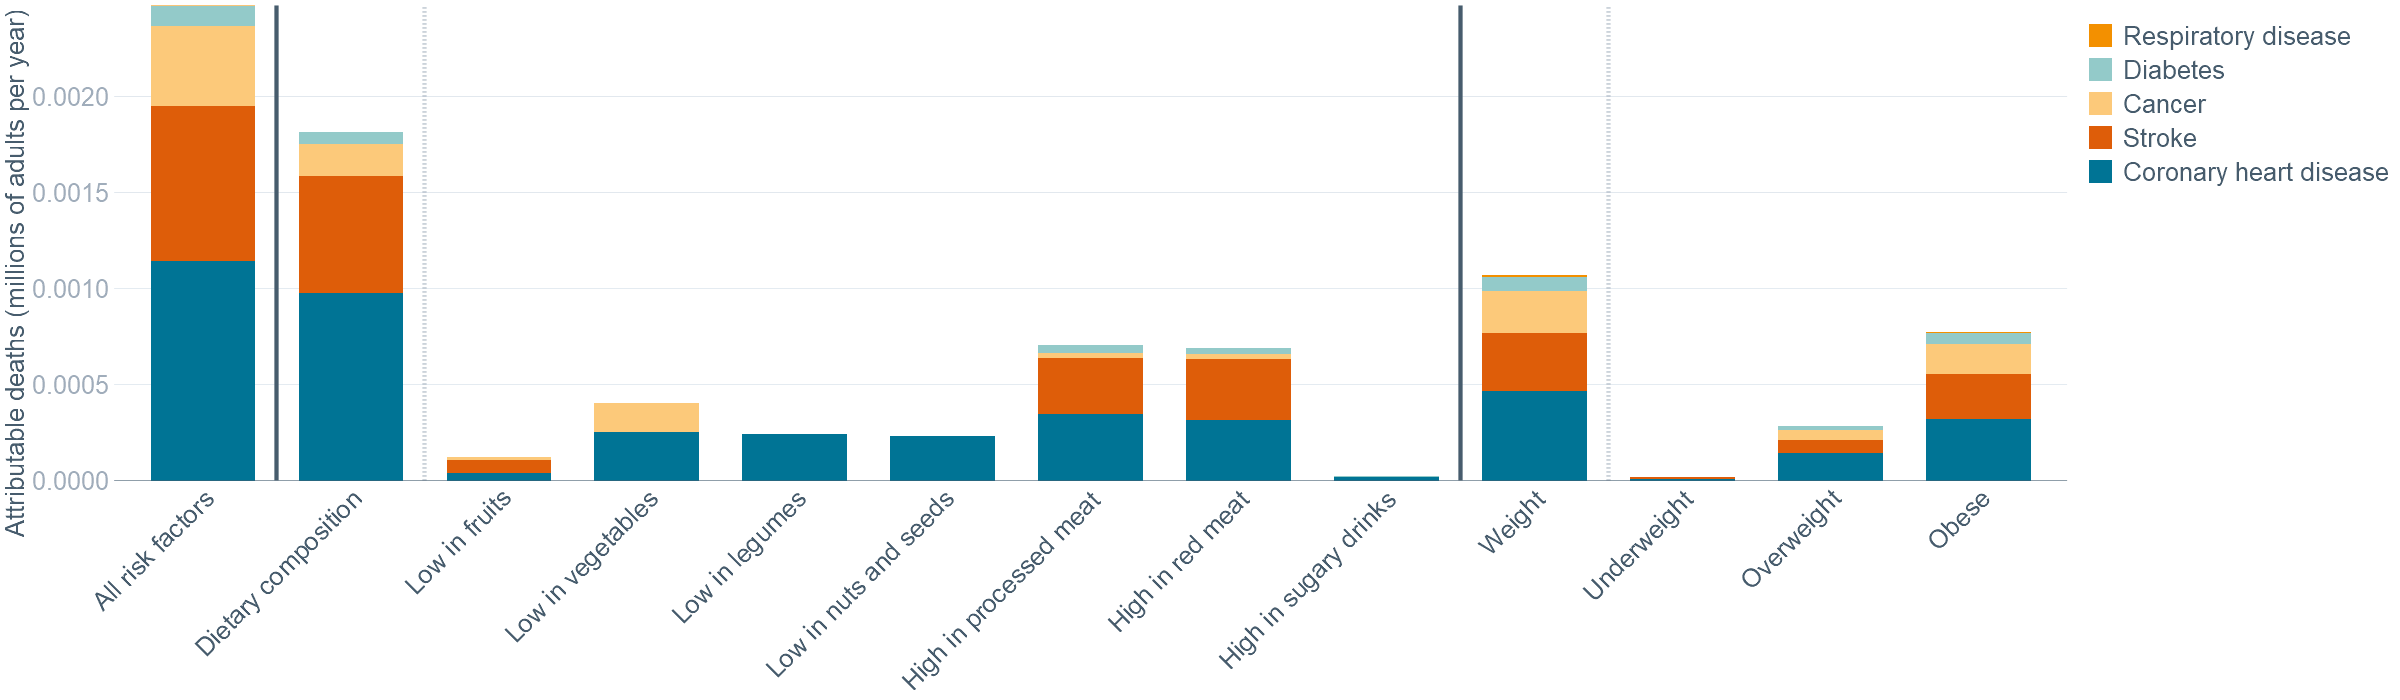 Attributable deaths (millions of adults per year)
0.0020
0.0015
0.0010
0.0005
0.0000
All risk factors
Dietary composition
Low in fruits
Low in vegetables
Low in legumes
Low in nuts and seeds
High in processed meat
High in red meat
High in sugary drinks
Weight
Underweight
Overweight
Obese
Respiratory disease
Diabetes
Cancer
Stroke
Coronary heart disease